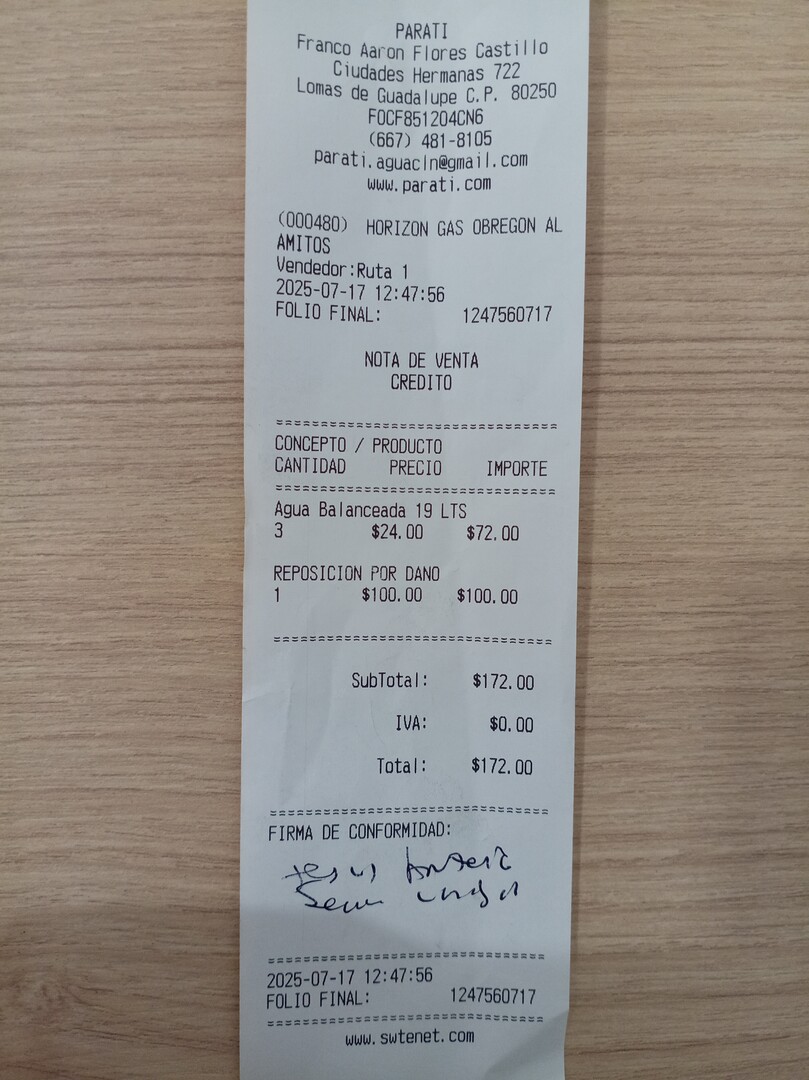 PARATI
Franco Aaron Flores Castillo
Ciudades Hermanas 722
Lomas de Guadalupe C.P. 80250
FOCF851204CN6
(667) 481-8105
parati.aguacln@gmail.com
www.parati.com
(000480) HORIZON GAS OBREGON AL
AMITOS
Vendedor:Ruta 1
2025-07-17 12:47:56
FOLIO FINAL: 1247560717
NOTA DE VENTA
CREDITO
================================
CONCEPTO / PRODUCTO
CANTIDAD PRECIO IMPORTE
================================
Agua Balanceada 19 LTS
3 $24.00 $72.00
REPOSICION POR DANO
1 $100.00 $100.00
================================
SubTotal: $172.00
IVA: $0.00
Total: $172.00
================================
FIRMA DE CONFORMIDAD:
Jesus
================================
2025-07-17 12:47:56
FOLIO FINAL: 1247560717
================================
www.swtenet.com